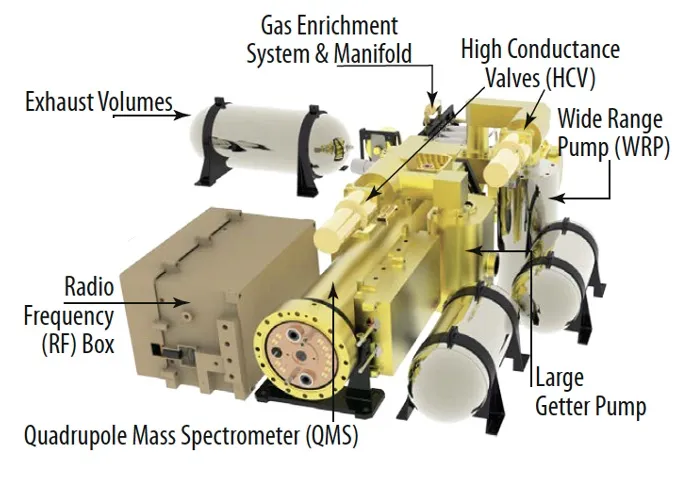 Gas Enrichment
System & Manifold
High Conductance
Valves (HCV)
Exhaust Volumes
Wide Range
Pump (WRP)
Radio
Frequency
(RF) Box
Large
Getter Pump
Quadrupole Mass Spectrometer (QMS)